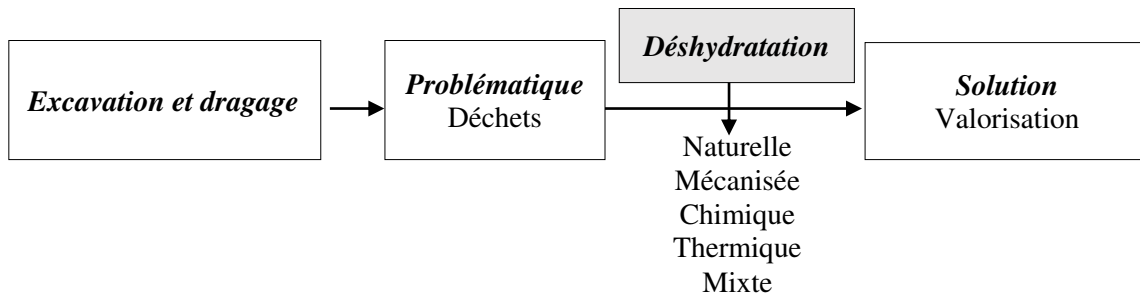 Excavation et dragage
Problématique
Déchets
Déshydratation
Naturelle
Mécanisée
Chimique
Thermique
Mixte
Solution
Valorisation